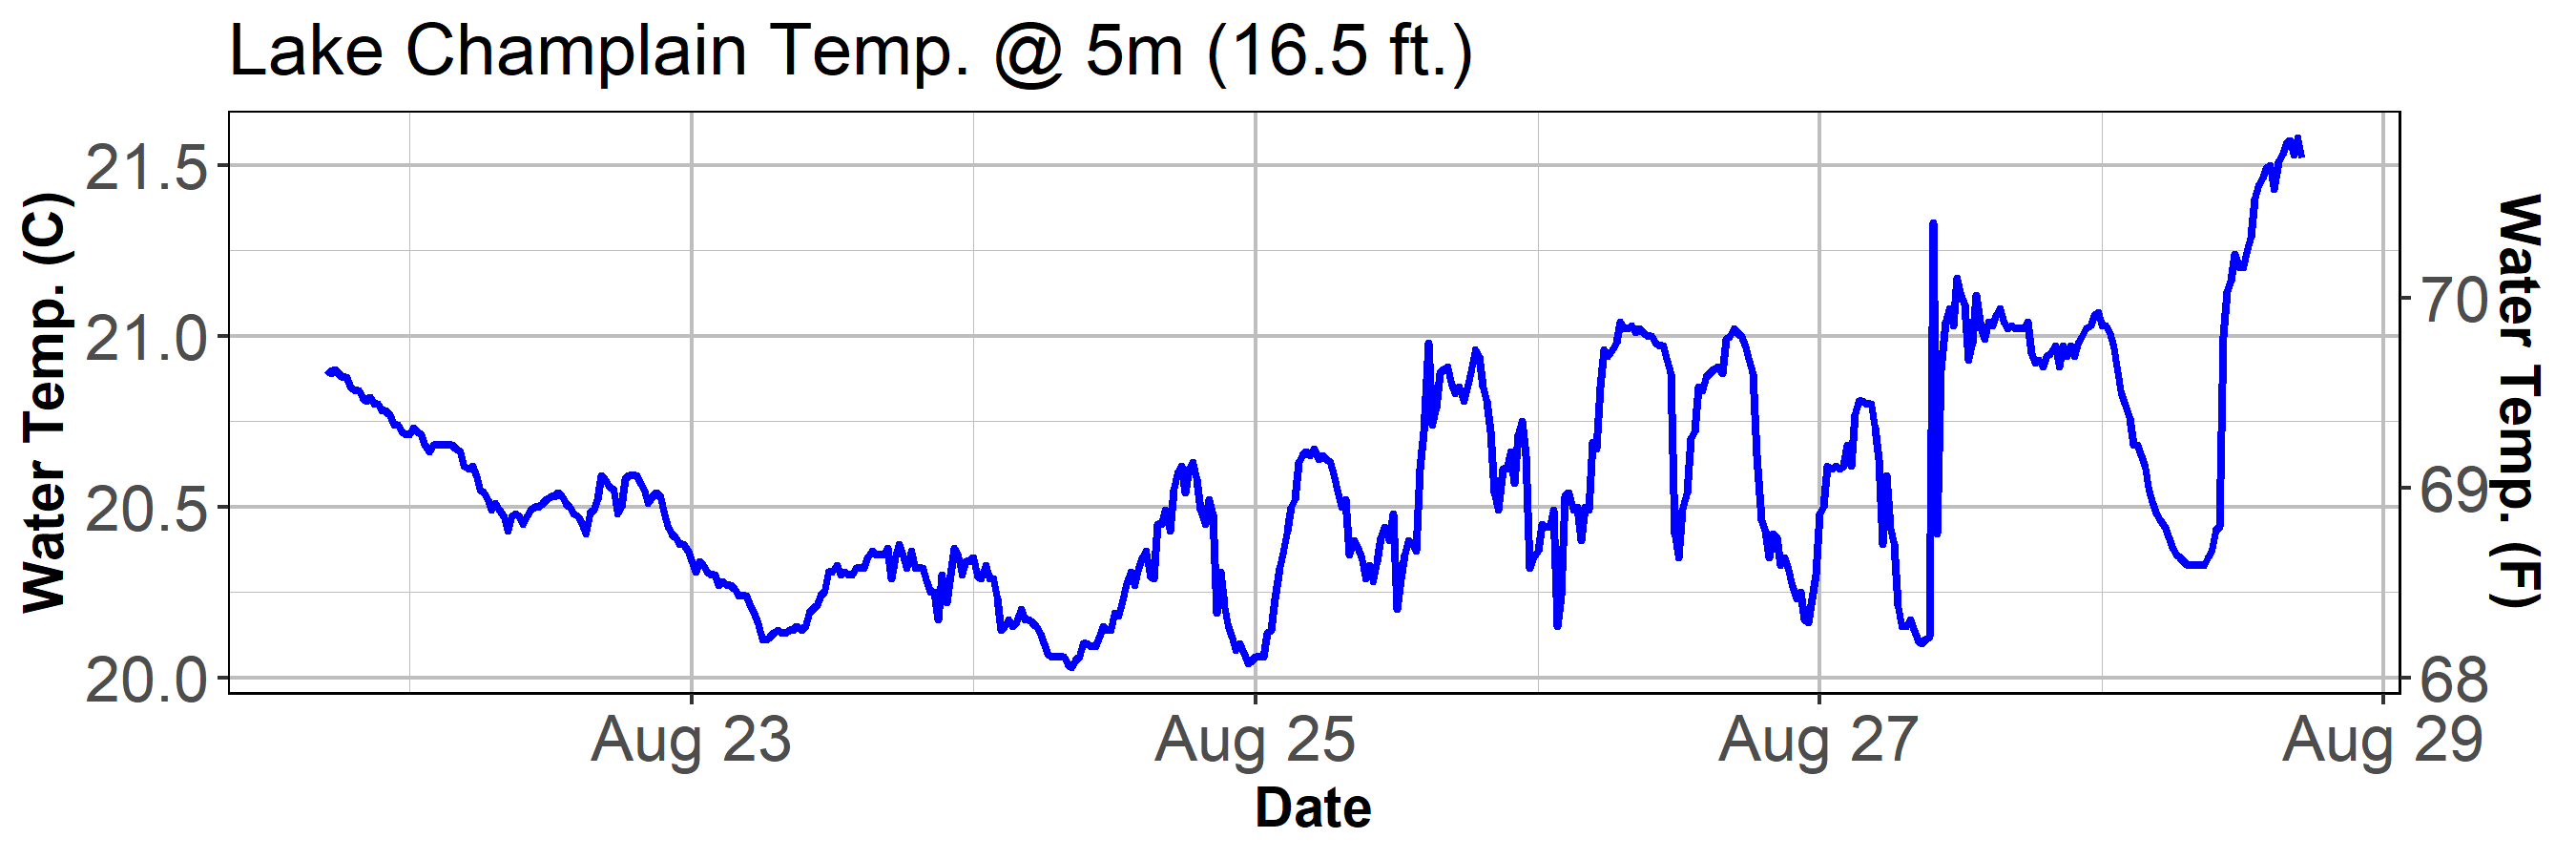 Lake Champlain Temp. @ 5m (16.5 ft.)
Water Temp. (C)
21.5
21.0
20.5
20.0
70
69
68
Water Temp. (F)
Aug 23
Aug 25
Aug 27
Aug 29
Date